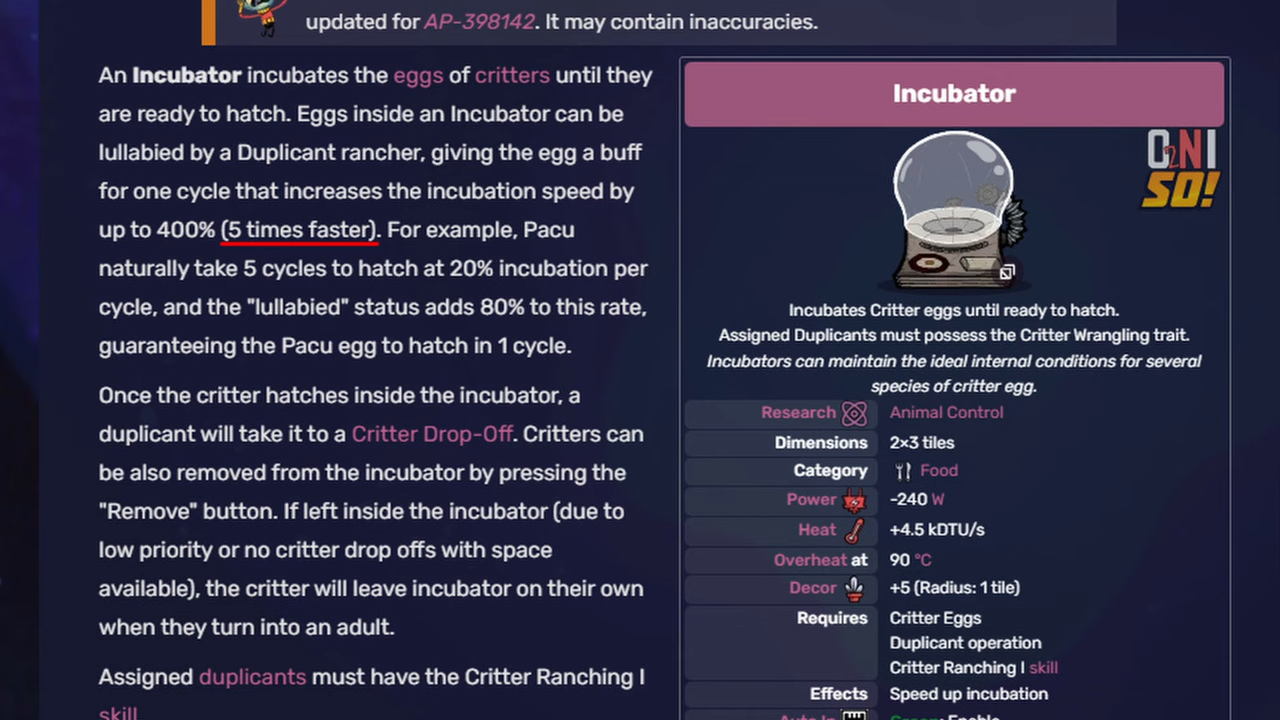 updated for AP-398142. It may contain inaccuracies.
An Incubator incubates the eggs of critters until they
are ready to hatch. Eggs inside an Incubator can be
lullabied by a Duplicant rancher, giving the egg a buff
for one cycle that increases the incubation speed by
up to 400% (5 times faster). For example, Pacu
naturally take 5 cycles to hatch at 20% incubation per
cycle, and the "lullabied" status adds 80% to this rate,
guaranteeing the Pacu egg to hatch in 1 cycle.
Once the critter hatches inside the incubator, a
duplicant will take it to a Critter Drop-Off. Critters can
be also removed from the incubator by pressing the
"Remove" button. If left inside the incubator (due to
low priority or no critter drop offs with space
available), the critter will leave incubator on their own
when they turn into an adult.
Assigned duplicants must have the Critter Ranching I
skill
Incubator
O2NI
SO!
Incubates Critter eggs until ready to hatch.
Assigned Duplicants must possess the Critter Wrangling trait.
Incubators can maintain the ideal internal conditions for several
species of critter egg.
Research Animal Control
Dimensions 2×3 tiles
Category Food
Power -240 W
Heat +4.5 kDTU/s
Overheat at 90 °C
Decor +5 (Radius: 1 tile)
Requires Critter Eggs
Duplicant operation
Critter Ranching I skill
Effects Speed up incubation
Auto In Green: Enable